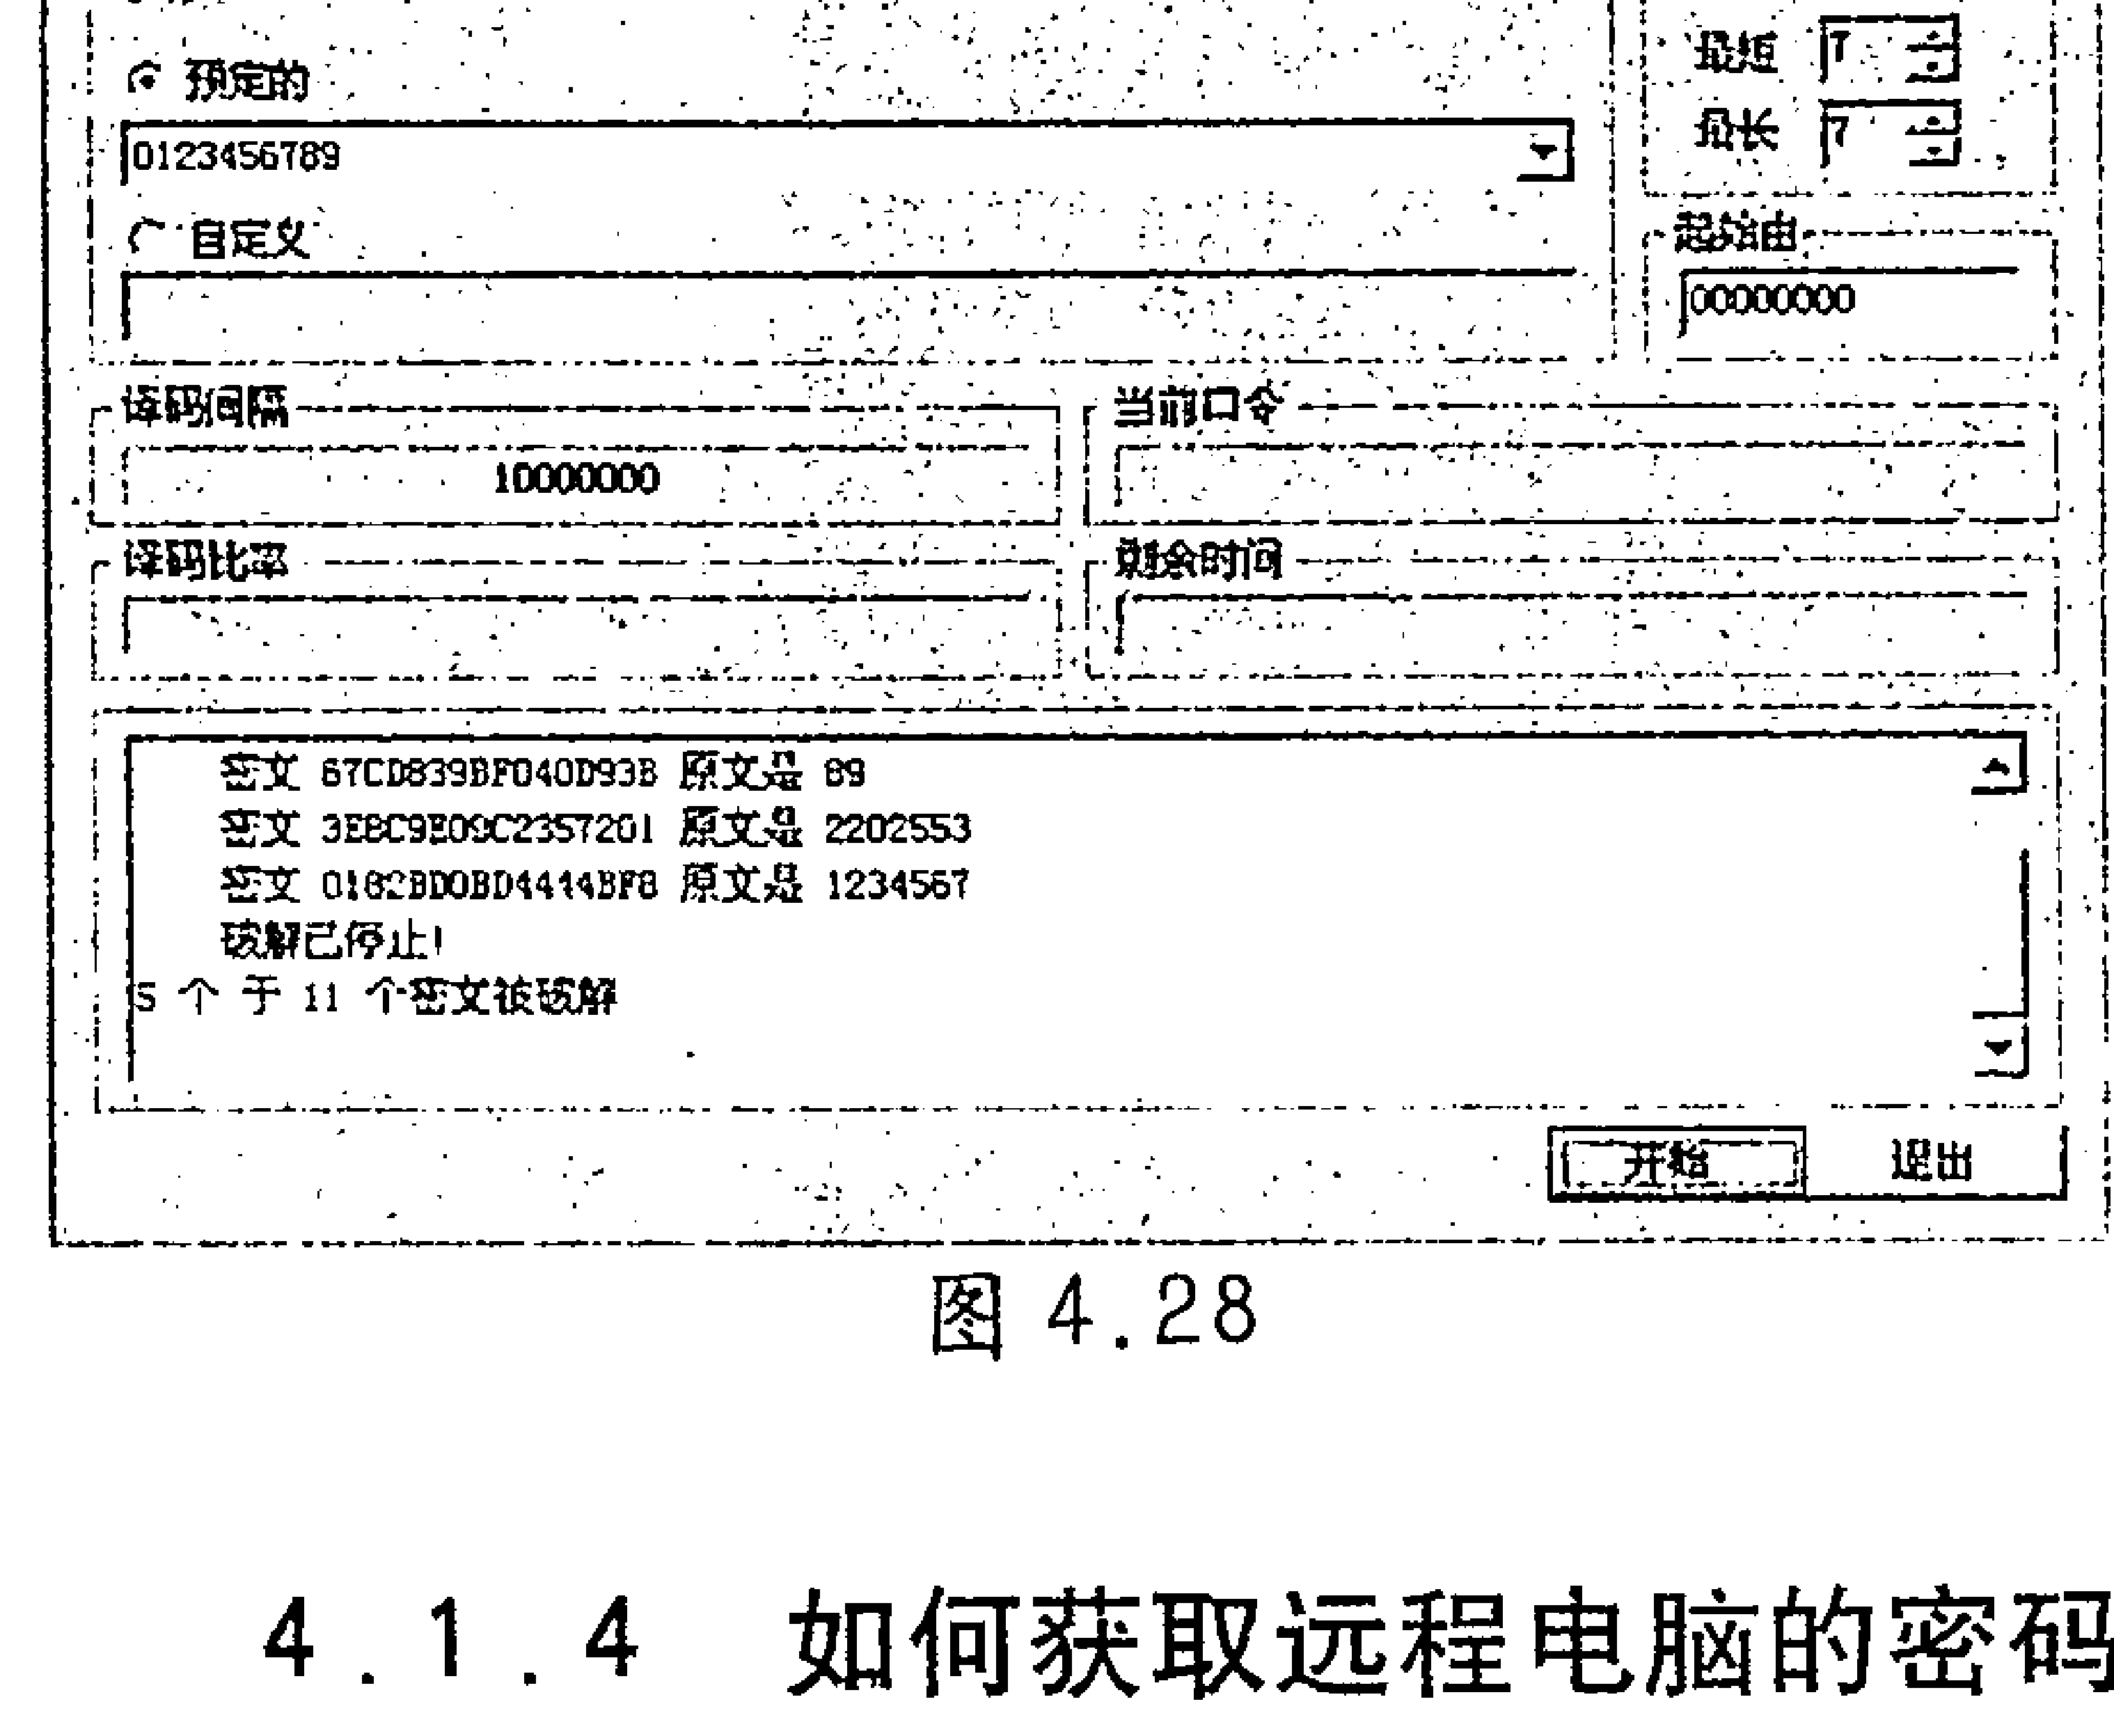 预定的
最短 7
最长 7
0123456789
自定义
起始由
00000000
译码间隔
当前口令
10000000
译码比率
剩余时间
密文 67CD839BF040D93B 原文是 89
密文 原文是 2202553
密文 0182BD0BD4444BF8 原文是 1234567
破解已停止!
5 个 于 11 个密文被破解
开始 退出
图 4.28
4.1.4 如何获取远程电脑的密码